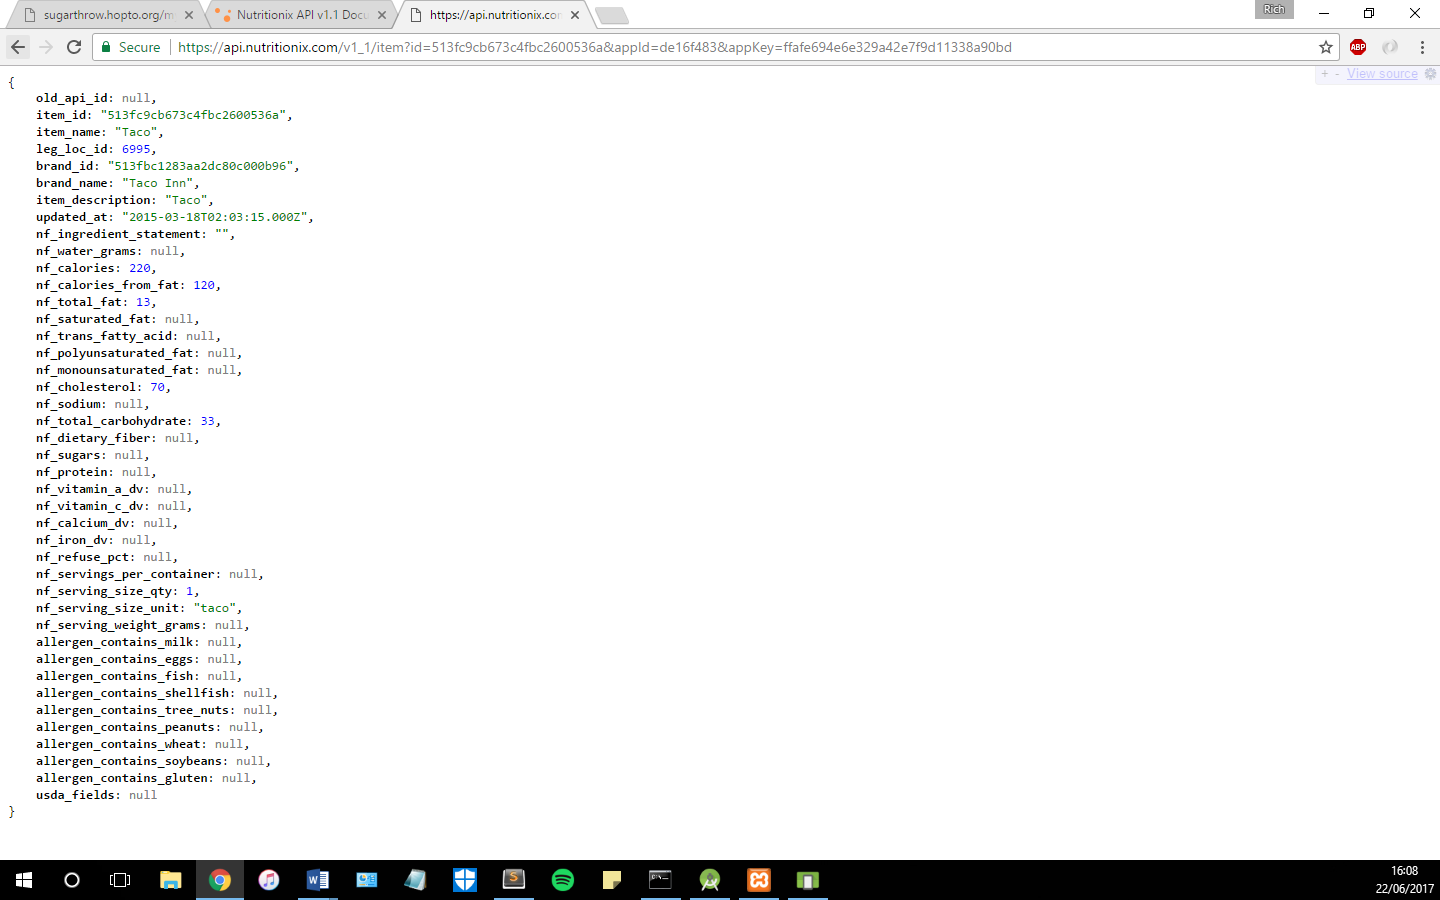 sugarthrow.hopto.org/m
Nutritionix API v1.1 Docu
https://api.nutritionix.con
Rich
Secure
https://api.nutritionix.com/v1_1/item?id=513fc9cb673c4fbc2600536a&appId=de16f483&appKey=ffafe694e6e329a42e7f9d11338a90bd
ABP
+ - View source
{
old_api_id: null,
item_id: "513fc9cb673c4fbc2600536a",
item_name: "Taco",
leg_loc_id: 6995,
brand_id: "513fbc1283aa2dc80c000b96",
brand_name: "Taco Inn",
item_description: "Taco",
updated_at: "2015-03-18T02:03:15.000Z",
nf_ingredient_statement: "",
nf_water_grams: null,
nf_calories: 220,
nf_calories_from_fat: 120,
nf_total_fat: 13,
nf_saturated_fat: null,
nf_trans_fatty_acid: null,
nf_polyunsaturated_fat: null,
nf_monounsaturated_fat: null,
nf_cholesterol: 70,
nf_sodium: null,
nf_total_carbohydrate: 33,
nf_dietary_fiber: null,
nf_sugars: null,
nf_protein: null,
nf_vitamin_a_dv: null,
nf_vitamin_c_dv: null,
nf_calcium_dv: null,
nf_iron_dv: null,
nf_refuse_pct: null,
nf_servings_per_container: null,
nf_serving_size_qty: 1,
nf_serving_size_unit: "taco",
nf_serving_weight_grams: null,
allergen_contains_milk: null,
allergen_contains_eggs: null,
allergen_contains_fish: null,
allergen_contains_shellfish: null,
allergen_contains_tree_nuts: null,
allergen_contains_peanuts: null,
allergen_contains_wheat: null,
allergen_contains_soybeans: null,
allergen_contains_gluten: null,
usda_fields: null
}
16:08
22/06/2017